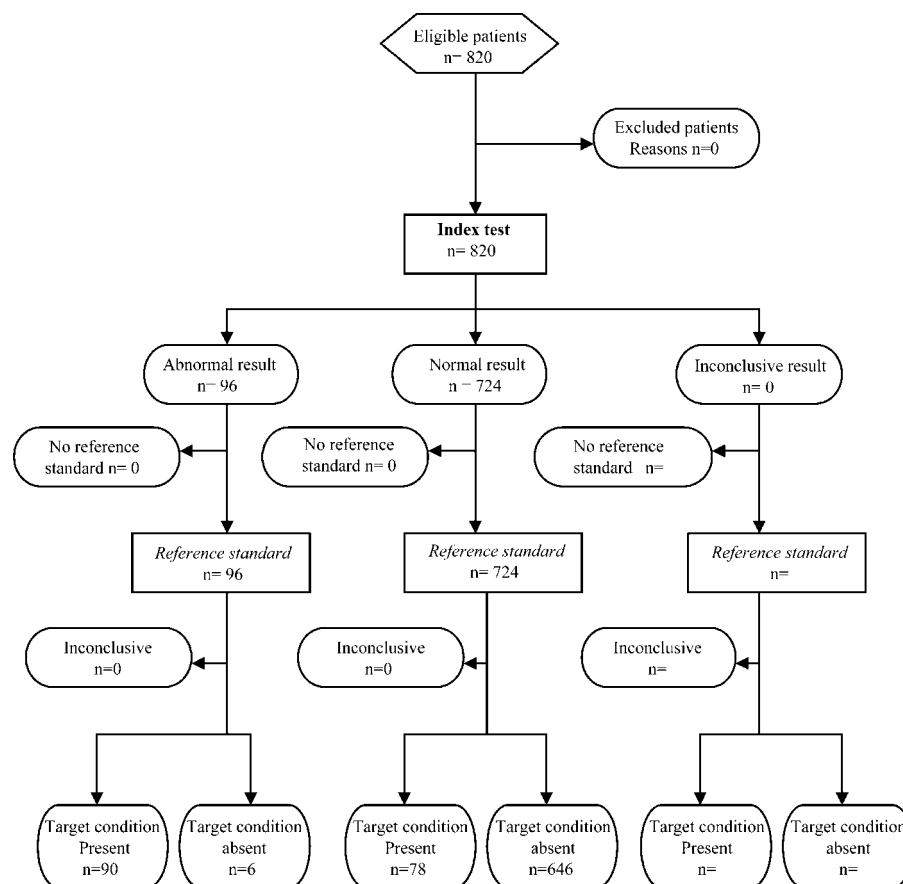 Eligible patients
n= 820
Excluded patients
Reasons n=0
Index test
n= 820
Abnormal result
n= 96
Normal result
n = 724
Inconclusive result
n= 0
No reference
standard n= 0
No reference
standard n= 0
No reference
standard n=
Reference standard
n= 96
Reference standard
n= 724
Reference standard
n=
Inconclusive
n=0
Inconclusive
n=0
Inconclusive
n=
Target condition
Present
n=90
Target condition
absent
n=6
Target condition
Present
n=78
Target condition
absent
n=646
Target condition
Present
n=
Target condition
absent
n=